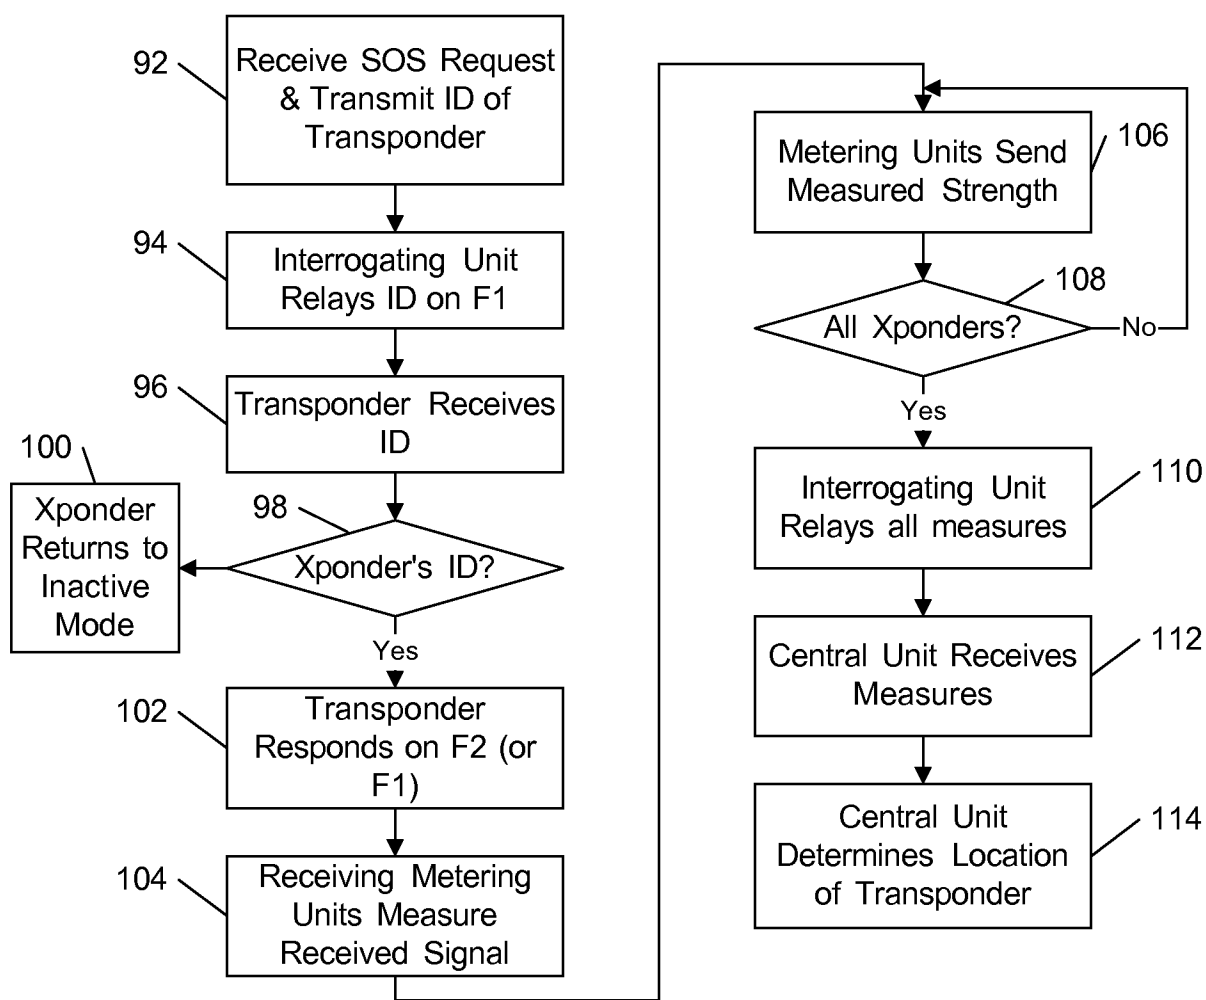 92
Receive SOS Request
& Transmit ID of
Transponder
94
Interrogating Unit
Relays ID on F1
96
Transponder Receives
ID
98
Xponder's ID?
100
Xponder
Returns to
Inactive
Mode
Yes
102
Transponder
Responds on F2 (or
F1)
104
Receiving Metering
Units Measure
Received Signal
106
Metering Units Send
Measured Strength
108
All Xponders?
No
Yes
110
Interrogating Unit
Relays all measures
112
Central Unit Receives
Measures
114
Central Unit
Determines Location
of Transponder